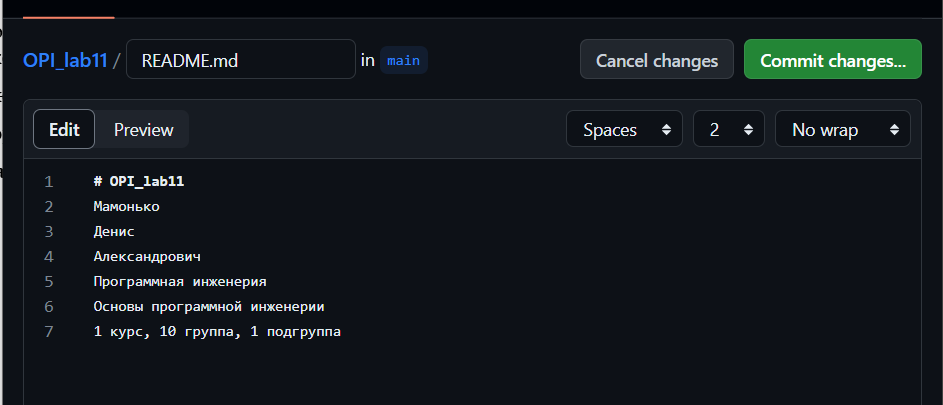 OPI_lab11 / README.md in main Cancel changes Commit changes...
Edit Preview Spaces 2 No wrap
1 # OPI_lab11
2 Мамонько
3 Денис
4 Александрович
5 Программная инженерия
6 Основы программной инженерии
7 1 курс, 10 группа, 1 подгруппа